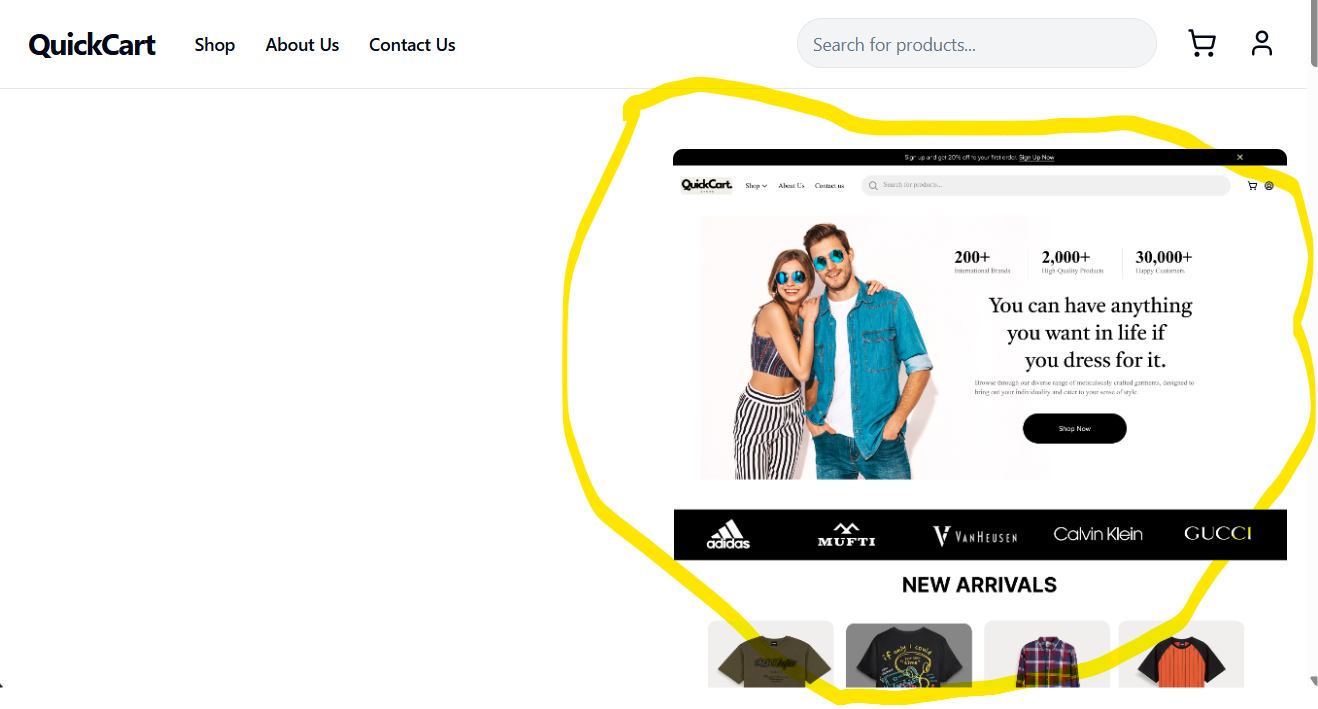 QuickCart Shop About Us Contact Us Search for products...
Sign up and get 20% off to your first order. Sign Up Now
QuickCart. Shop About Us Contact us Search for products...
200+ 2,000+ 30,000+
International Brands High-Quality Products Happy Customers
You can have anything
you want in life if
you dress for it.
Browse through our diverse range of meticulously crafted garments, designed to
bring out your individuality and cater to your sense of style.
Shop Now
adidas MUFTI VANHEUSEN Calvin Klein GUCCI
NEW ARRIVALS
if only I could